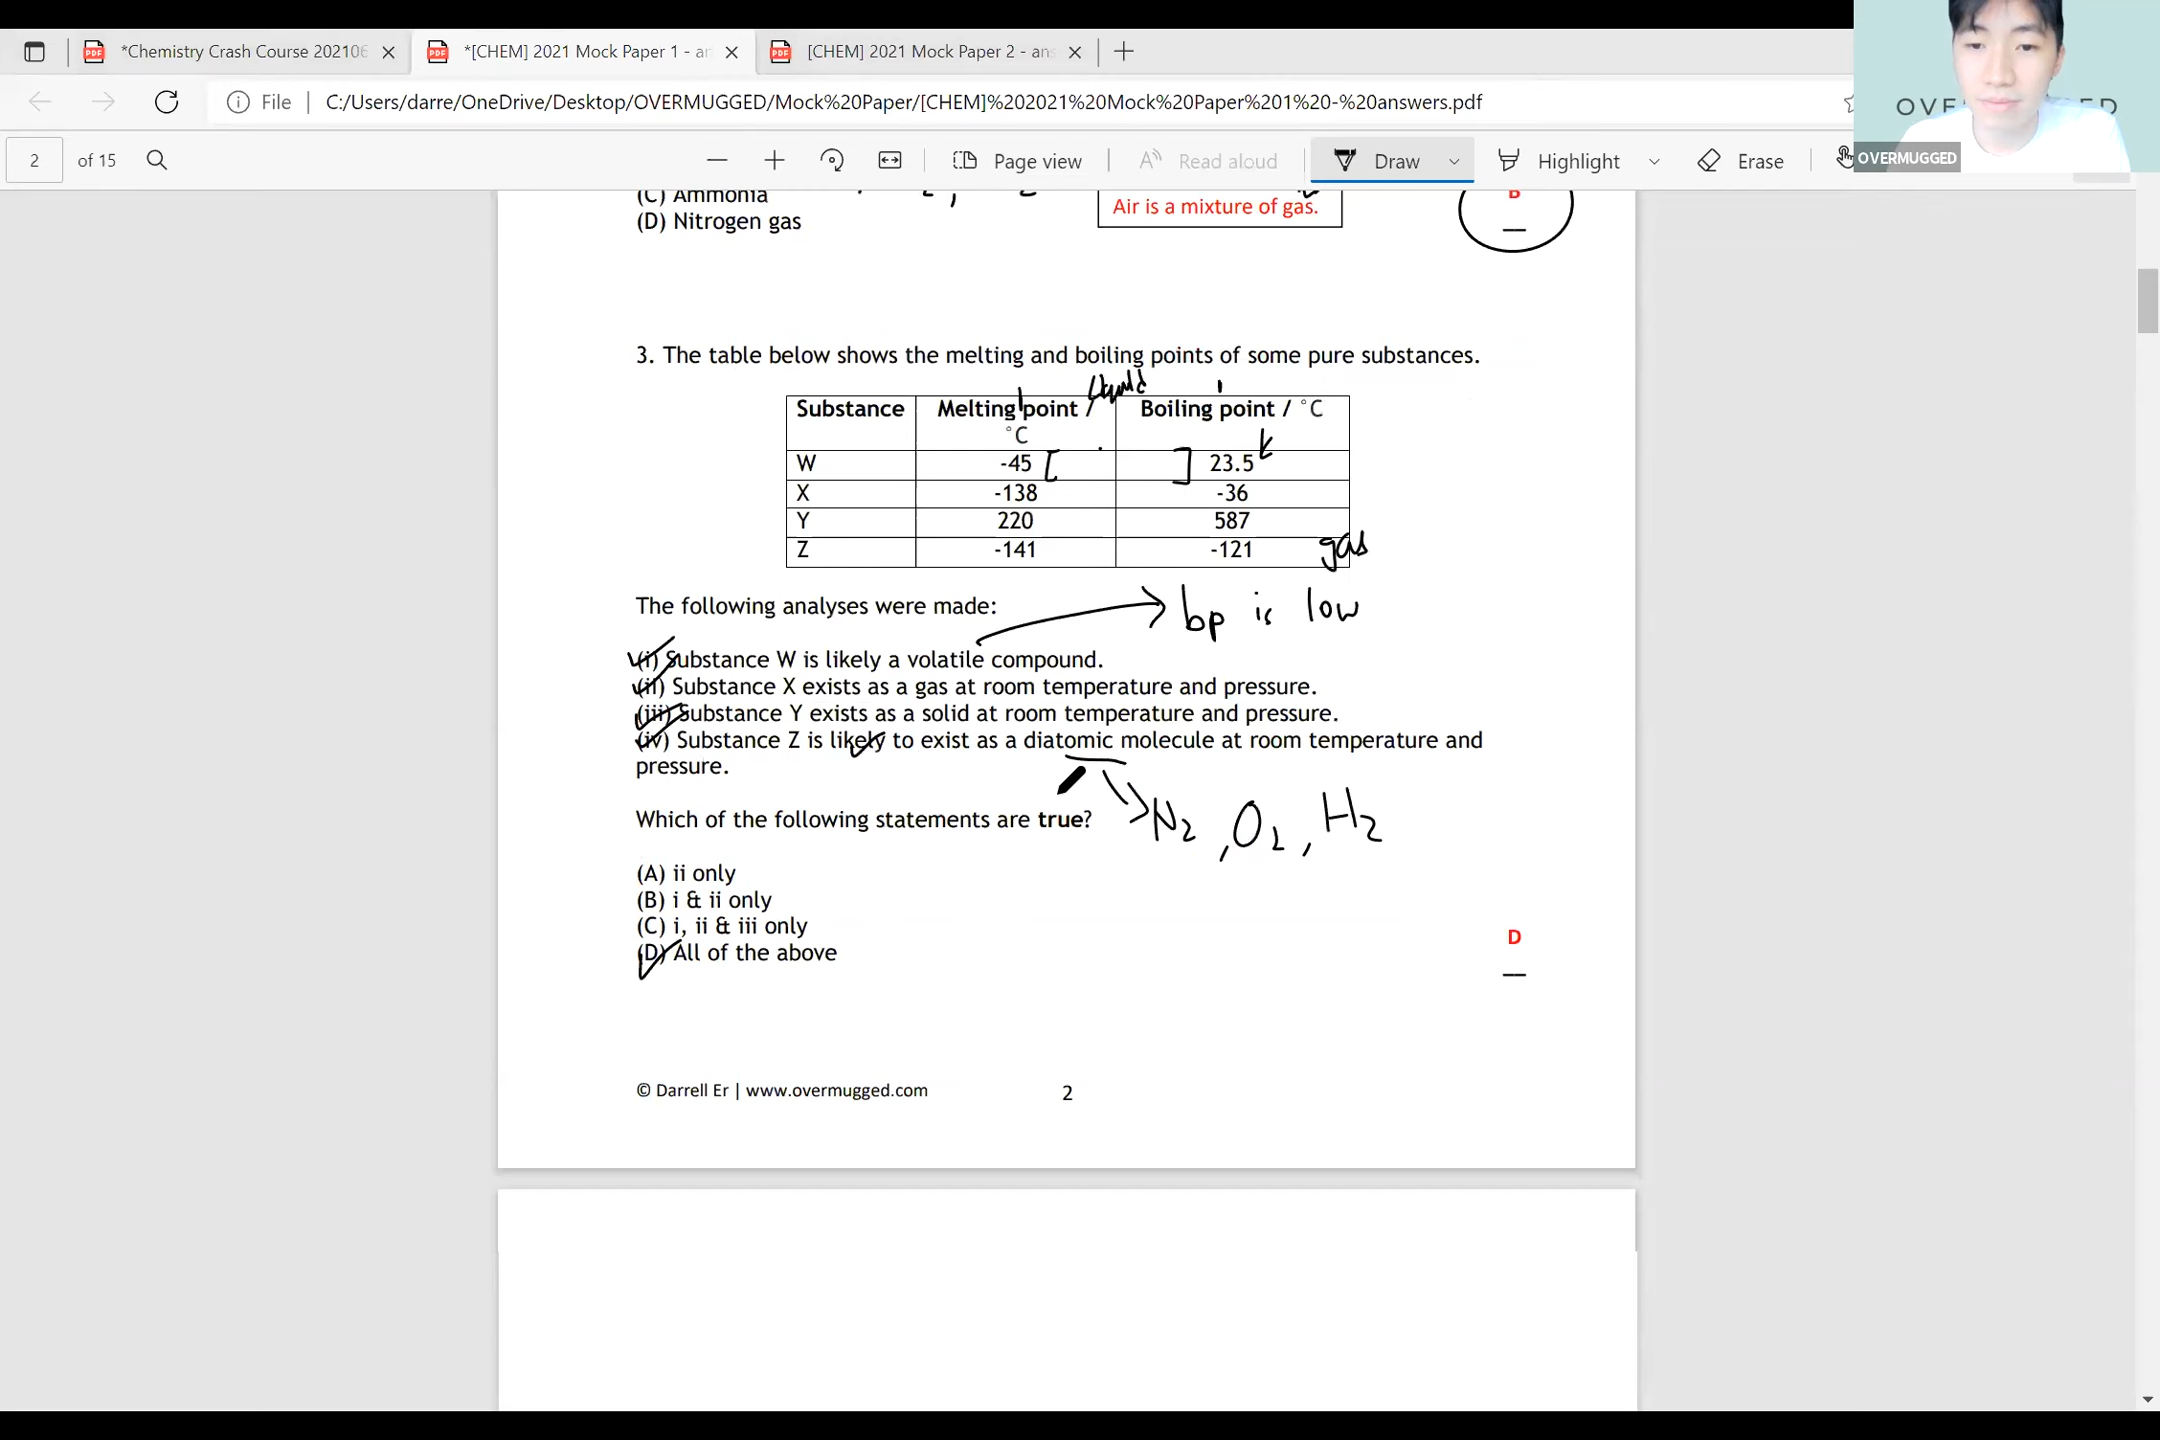 *Chemistry Crash Course 202106
*[CHEM] 2021 Mock Paper 1 - an
[CHEM] 2021 Mock Paper 2 - ans
File
C:/Users/darre/OneDrive/Desktop/OVERMUGGED/Mock%20Paper/[CHEM]%202021%20Mock%20Paper%201%20-%20answers.pdf
2 of 15
Page view
Read aloud
Draw
Highlight
Erase
OVERMUGGED
(C) Ammonia
Air is a mixture of gas.
B
(D) Nitrogen gas
3. The table below shows the melting and boiling points of some pure substances.
liquid
Substance Melting point / °C Boiling point / °C
W -45 [ ] 23.5
X -138 -36
Y 220 587
Z -141 -121 gas
The following analyses were made:
bp is low
(i) Substance W is likely a volatile compound.
(ii) Substance X exists as a gas at room temperature and pressure.
(iii) Substance Y exists as a solid at room temperature and pressure.
(iv) Substance Z is likely to exist as a diatomic molecule at room temperature and
pressure.
Which of the following statements are true?
N2, O2, H2
(A) ii only
(B) i & ii only
(C) i, ii & iii only
(D) All of the above
D
© Darrell Er | www.overmugged.com
2